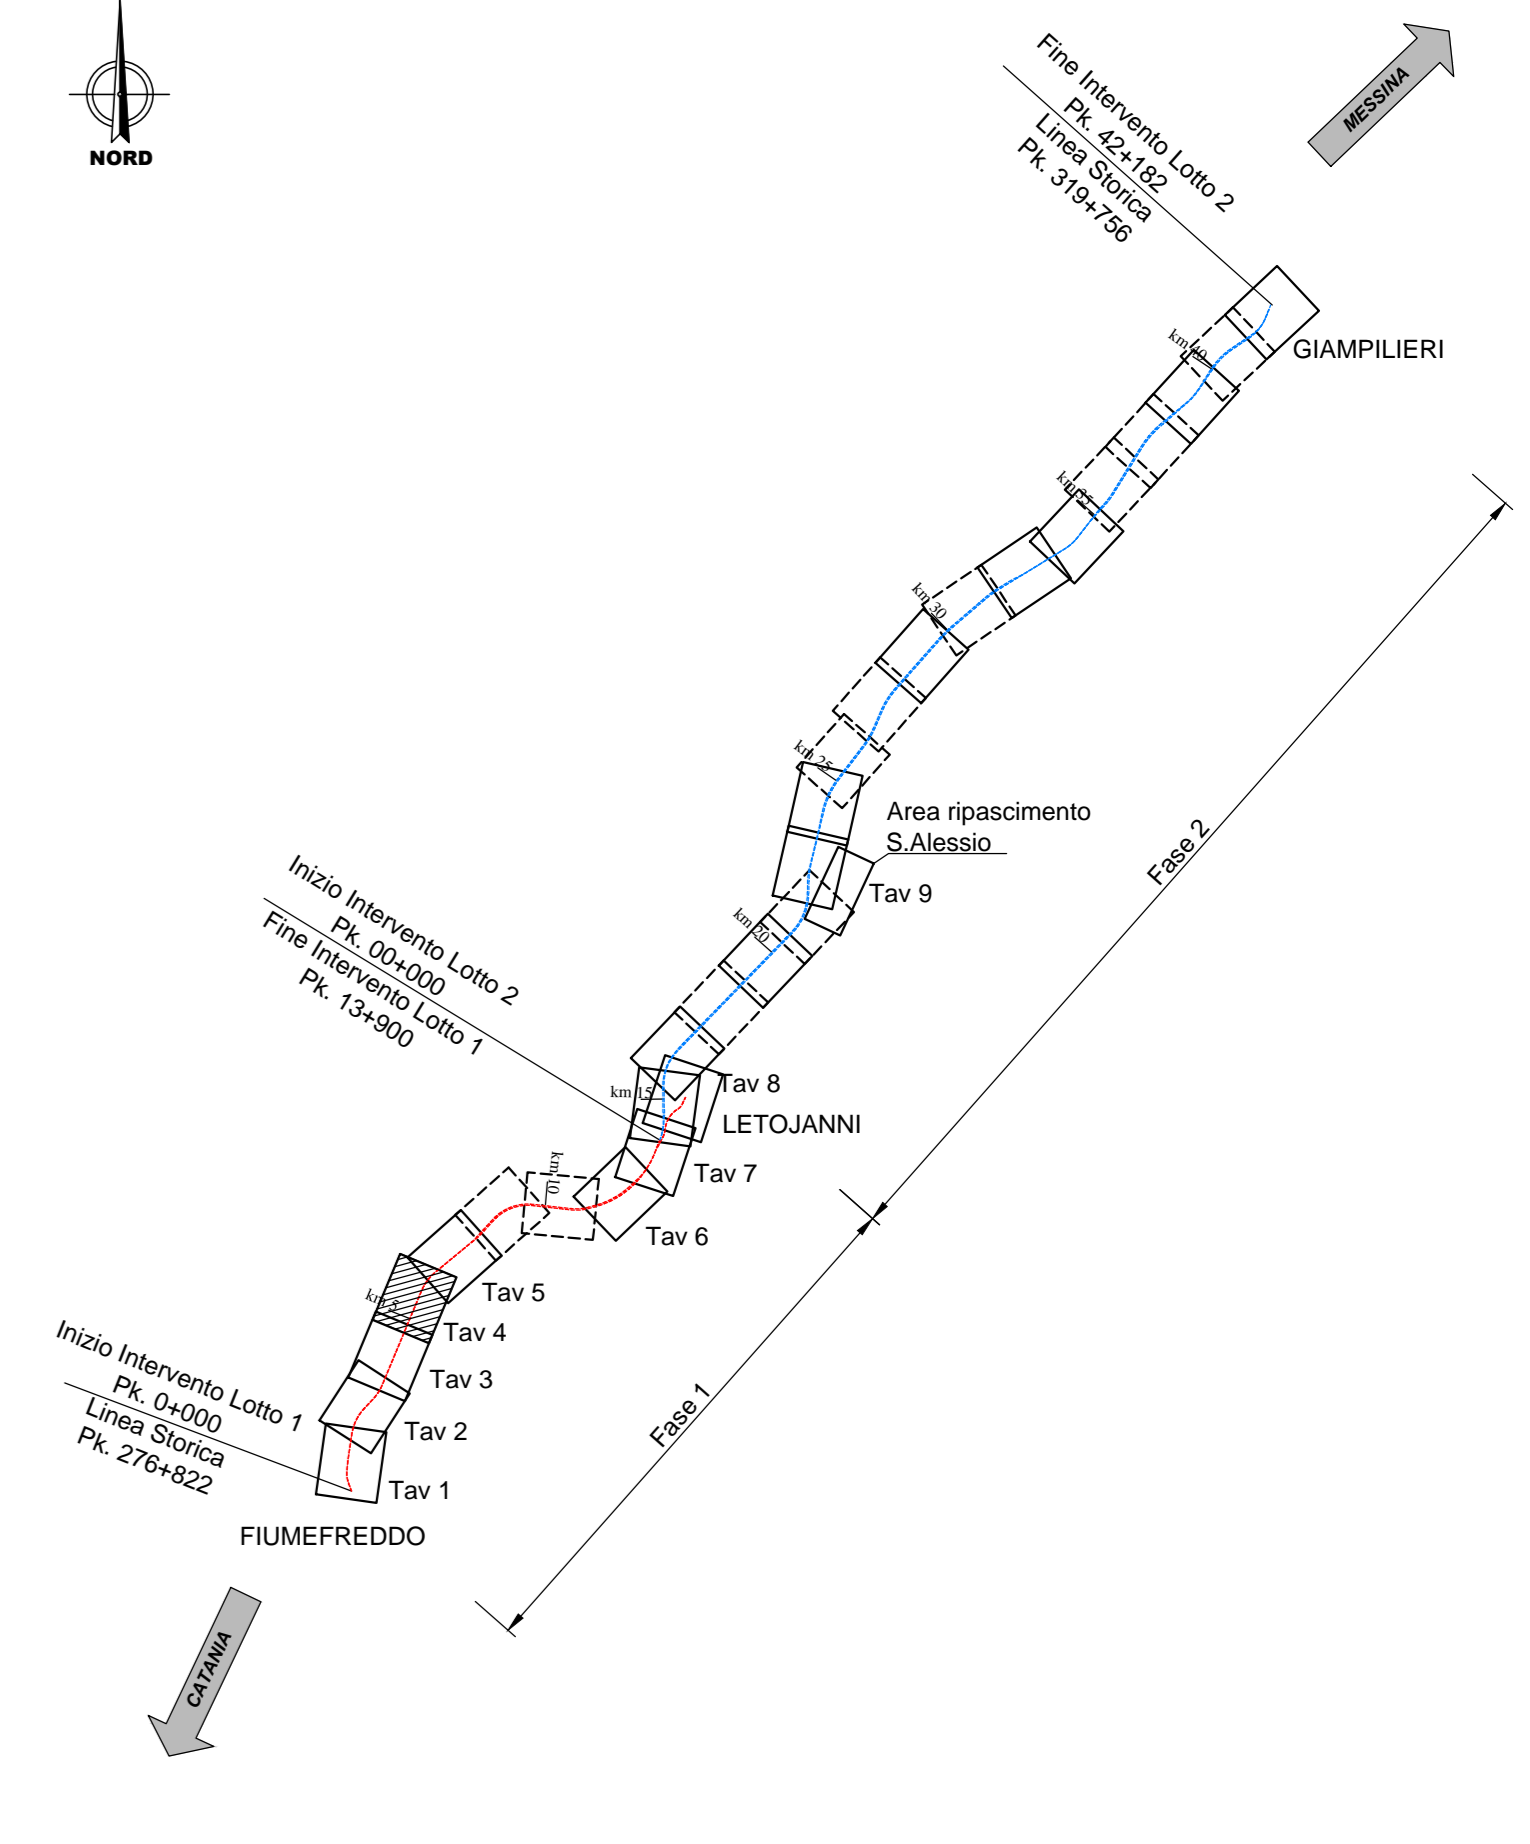 NORD
MESSINA
Fine Intervento Lotto 2
Pk. 42+182
Linea Storica
Pk. 319+756
km 40
GIAMPILIERI
km 35
km 30
km 25
Area ripascimento
S.Alessio
Tav 9
Fase 2
km 20
Inizio Intervento Lotto 2
Pk. 00+000
Fine Intervento Lotto 1
Pk. 13+900
Tav 8
km 15
LETOJANNI
Tav 7
km 10
Tav 6
Tav 5
km 5
Tav 4
Tav 3
Inizio Intervento Lotto 1
Pk. 0+000
Linea Storica
Pk. 276+822
Fase 1
Tav 2
Tav 1
FIUMEFREDDO
CATANIA